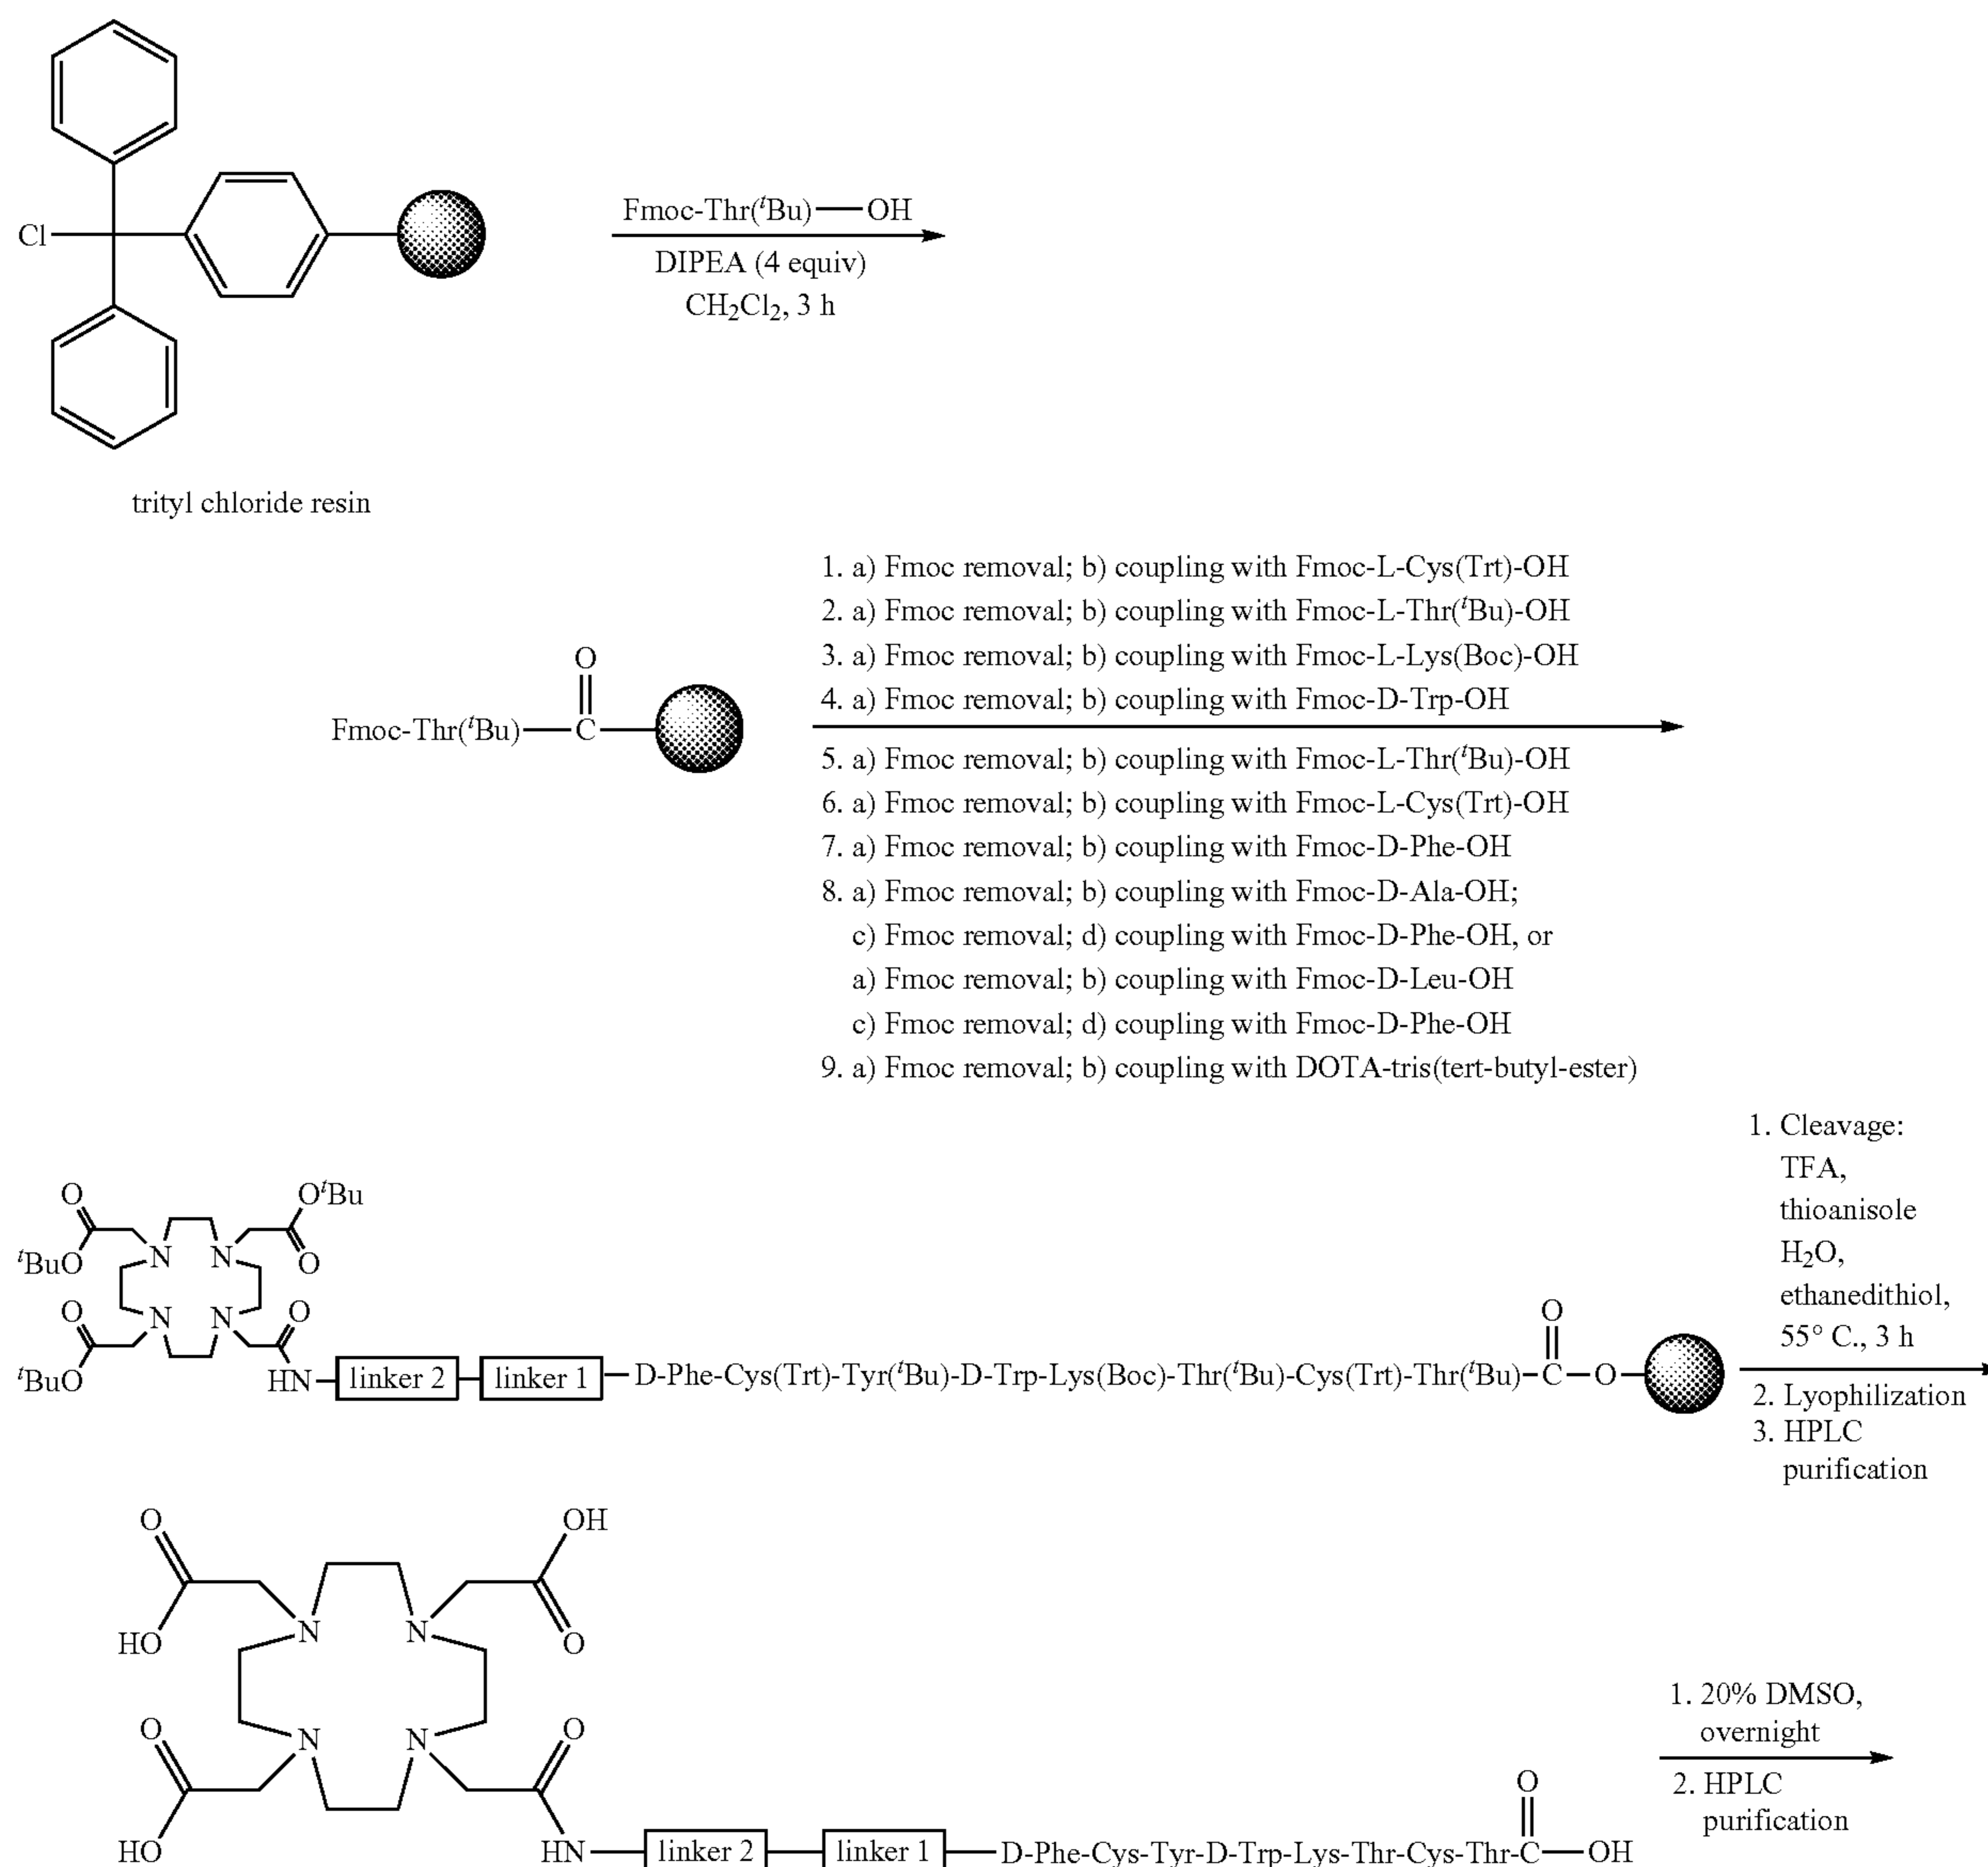 Cl
Fmoc-Thr(ᵗBu)—OH
DIPEA (4 equiv)
CH₂Cl₂, 3 h
trityl chloride resin
1. a) Fmoc removal; b) coupling with Fmoc-L-Cys(Trt)-OH
2. a) Fmoc removal; b) coupling with Fmoc-L-Thr(ᵗBu)-OH
3. a) Fmoc removal; b) coupling with Fmoc-L-Lys(Boc)-OH
4. a) Fmoc removal; b) coupling with Fmoc-D-Trp-OH
O
Fmoc-Thr(ᵗBu)—C
5. a) Fmoc removal; b) coupling with Fmoc-L-Thr(ᵗBu)-OH
6. a) Fmoc removal; b) coupling with Fmoc-L-Cys(Trt)-OH
7. a) Fmoc removal; b) coupling with Fmoc-D-Phe-OH
8. a) Fmoc removal; b) coupling with Fmoc-D-Ala-OH;
c) Fmoc removal; d) coupling with Fmoc-D-Phe-OH, or
a) Fmoc removal; b) coupling with Fmoc-D-Leu-OH
c) Fmoc removal; d) coupling with Fmoc-D-Phe-OH
9. a) Fmoc removal; b) coupling with DOTA-tris(tert-butyl-ester)
O OᵗBu
N N
ᵗBuO O
O N N O
ᵗBuO
O
HN linker 2 linker 1 D-Phe-Cys(Trt)-Tyr(ᵗBu)-D-Trp-Lys(Boc)-Thr(ᵗBu)-Cys(Trt)-Thr(ᵗBu)-C-O
1. Cleavage:
TFA,
thioanisole
H₂O,
ethanedithiol,
55° C., 3 h
2. Lyophilization
3. HPLC
purification
O OH
N N
HO O
O N N O
HO
O
HN linker 2 linker 1 D-Phe-Cys-Tyr-D-Trp-Lys-Thr-Cys-Thr-C—OH
1. 20% DMSO,
overnight
2. HPLC
purification